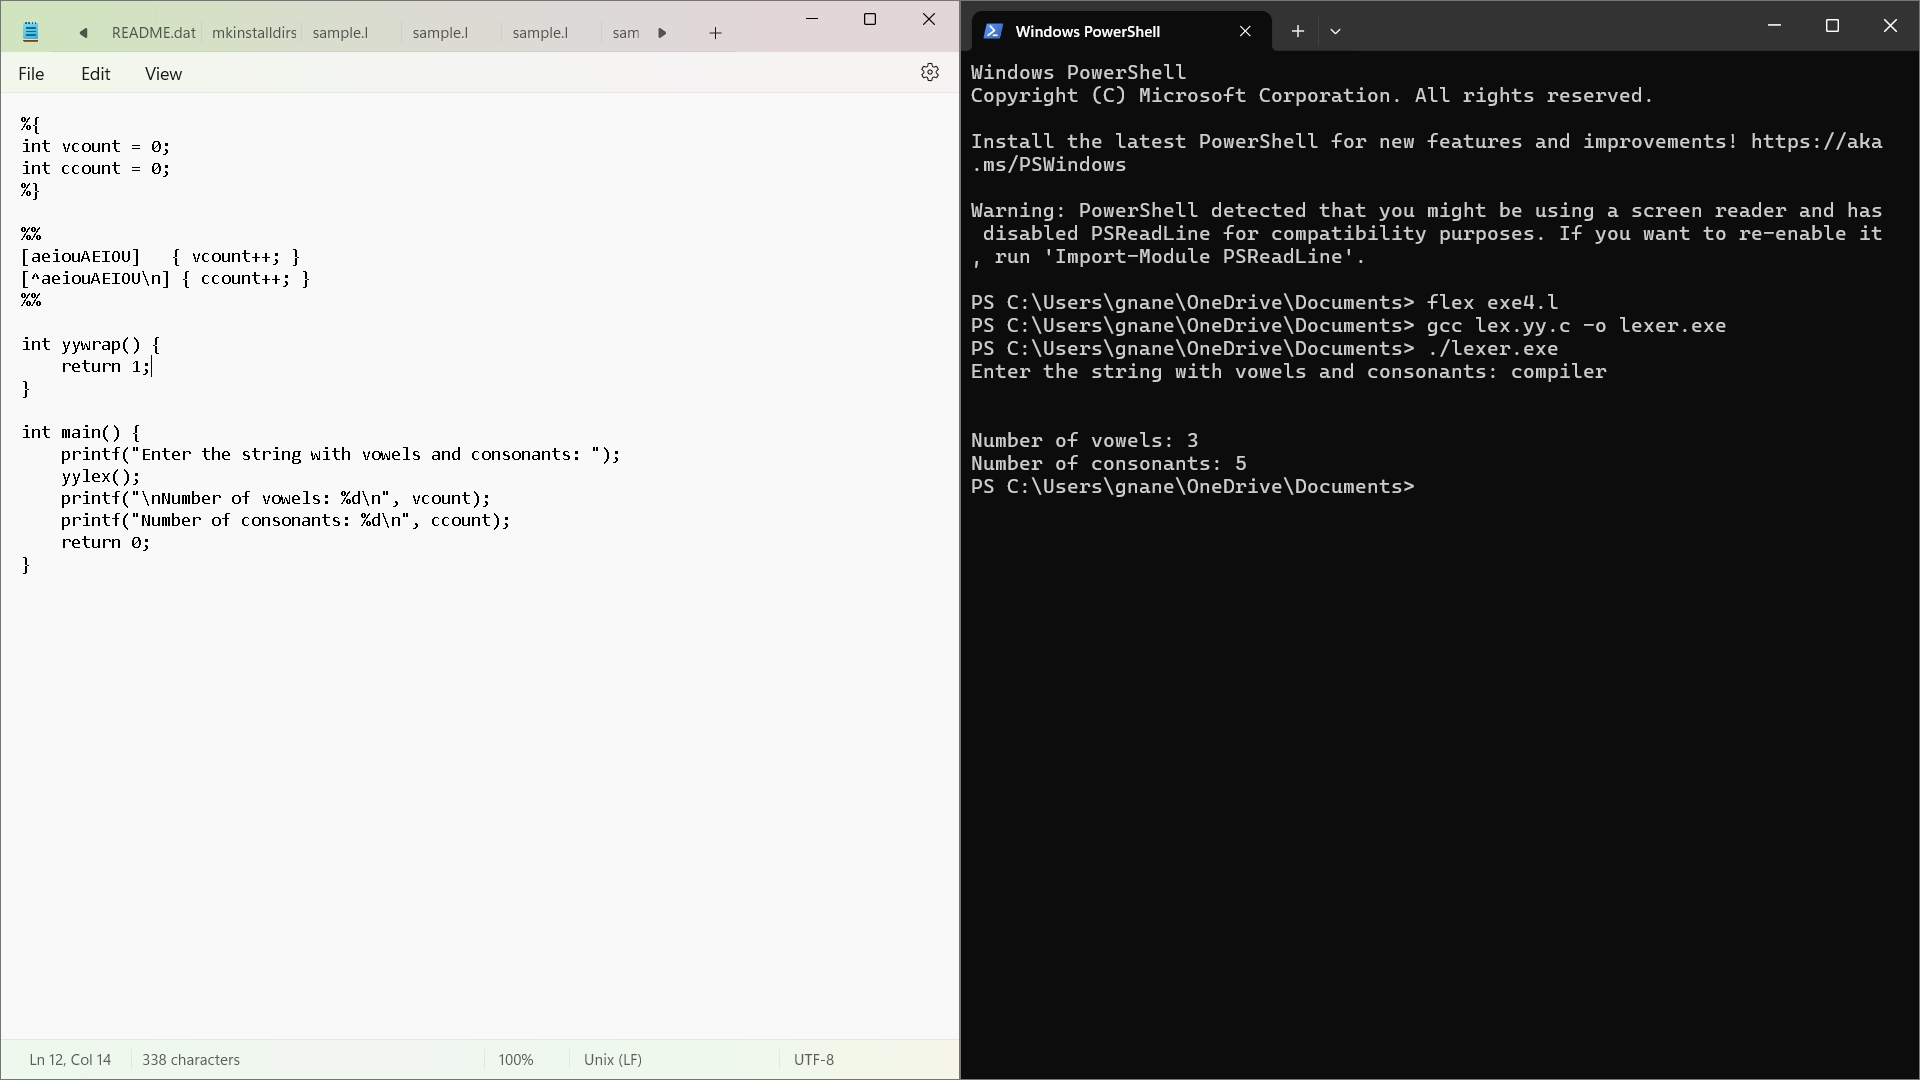 README.dat mkinstalldirs sample.l sample.l sample.l sam
File Edit View
%{
int vcount = 0;
int ccount = 0;
%}
%%
[aeiouAEIOU]   { vcount++; }
[^aeiouAEIOU\n] { ccount++; }
%%
int yywrap() {
    return 1;
}
int main() {
    printf("Enter the string with vowels and consonants: ");
    yylex();
    printf("\nNumber of vowels: %d\n", vcount);
    printf("Number of consonants: %d\n", ccount);
    return 0;
}
Ln 12, Col 14 338 characters 100% Unix (LF) UTF-8
Windows PowerShell
Windows PowerShell
Copyright (C) Microsoft Corporation. All rights reserved.
Install the latest PowerShell for new features and improvements! https://aka
.ms/PSWindows
Warning: PowerShell detected that you might be using a screen reader and has
 disabled PSReadLine for compatibility purposes. If you want to re-enable it
, run 'Import-Module PSReadLine'.
PS C:\Users\gnane\OneDrive\Documents> flex exe4.l
PS C:\Users\gnane\OneDrive\Documents> gcc lex.yy.c -o lexer.exe
PS C:\Users\gnane\OneDrive\Documents> ./lexer.exe
Enter the string with vowels and consonants: compiler
Number of vowels: 3
Number of consonants: 5
PS C:\Users\gnane\OneDrive\Documents>